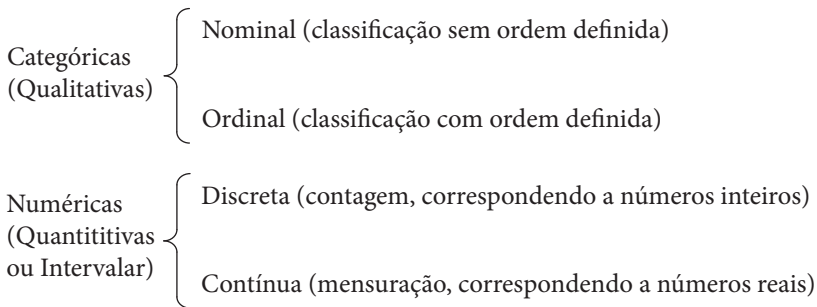 Categóricas
(Qualitativas)
Nominal (classificação sem ordem definida)
Ordinal (classificação com ordem definida)
Numéricas
(Quantititivas
ou Intervalar)
Discreta (contagem, correspondendo a números inteiros)
Contínua (mensuração, correspondendo a números reais)